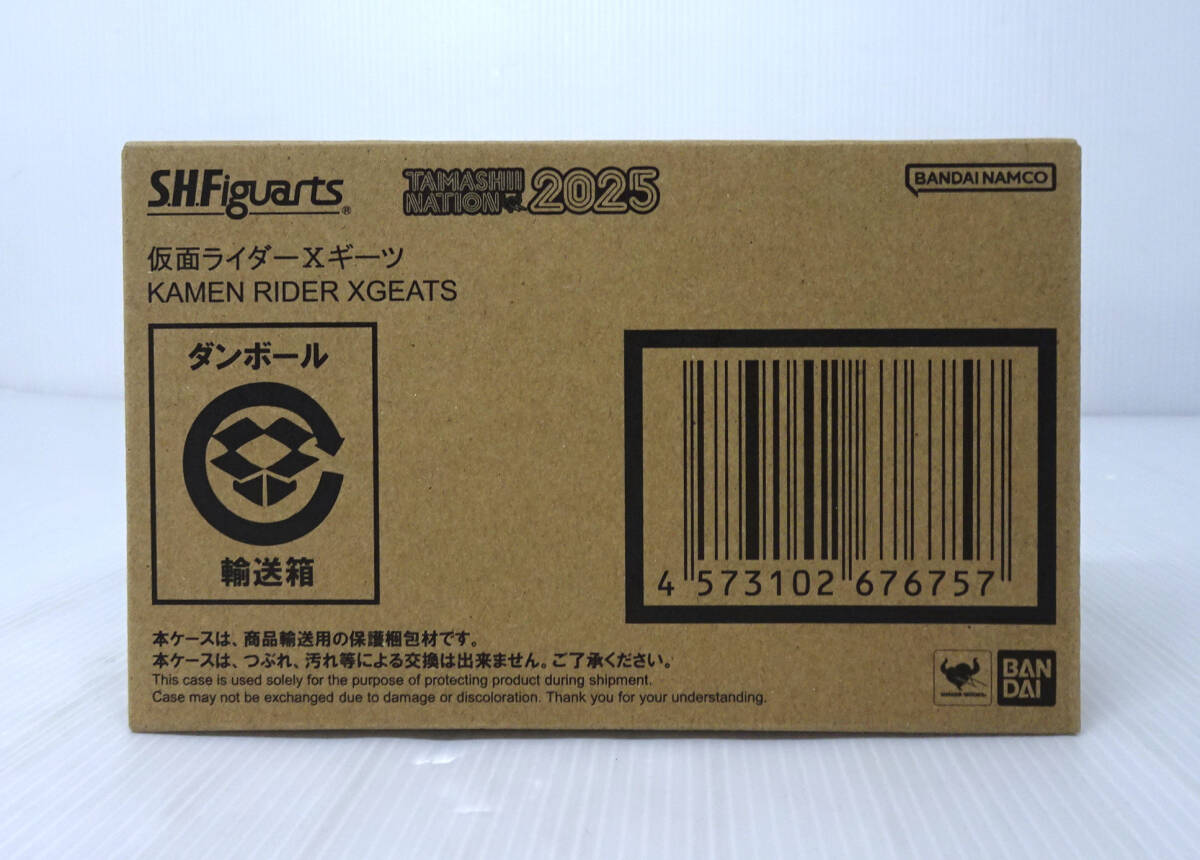 S.H.Figuarts®
TAMASHII NATION 2025
BANDAI NAMCO
仮面ライダーXギーツ
KAMEN RIDER XGEATS
ダンボール
輸送箱
4 573102 676757
本ケースは、商品輸送用の保護梱包材です。
本ケースは、つぶれ、汚れ等による交換は出来ません。ご了承ください。
This case is used solely for the purpose of protecting product during shipment.
Case may not be exchanged due to damage or discoloration. Thank you for your understanding.
BAN
DAI